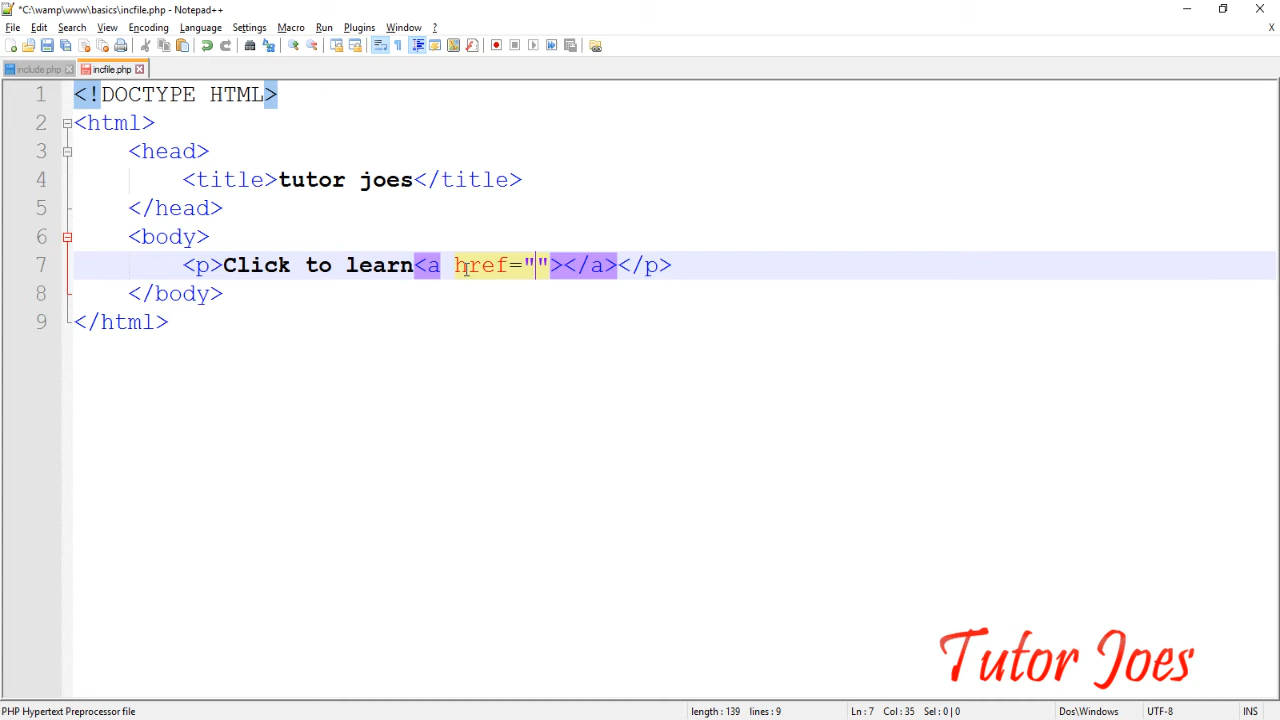 *C:\wamp\www\basics\incfile.php - Notepad++
File Edit Search View Encoding Language Settings Macro Run Plugins Window ?
X
include.php incfile.php
1 <!DOCTYPE HTML>
2 <html>
3 <head>
4 <title>tutor joes</title>
5 </head>
6 <body>
7 <p>Click to learn<a href=""></a></p>
8 </body>
9 </html>
Tutor Joes
PHP Hypertext Preprocessor file length : 139 lines : 9 Ln : 7 Col : 35 Sel : 0 | 0 Dos\Windows UTF-8 INS